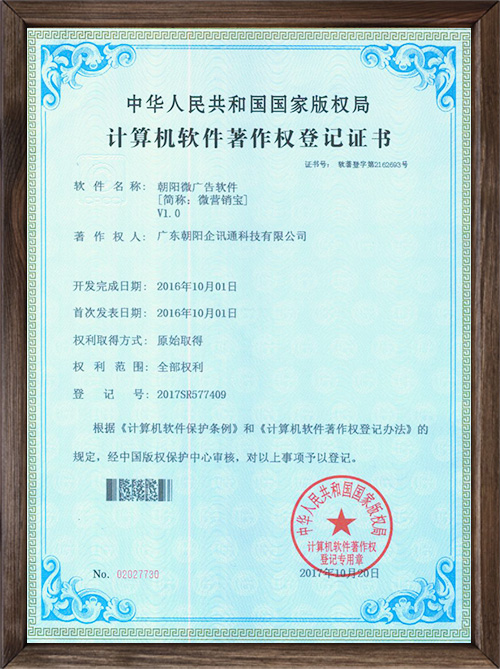 中华人民共和国国家版权局
计算机软件著作权登记证书
证书号: 软著登字第2162693号
软件名称: 朝阳微广告软件
[简称: 微营销宝]
V1.0
著作权人: 广东朝阳企讯通科技有限公司
开发完成日期: 2016年10月01日
首次发表日期: 2016年10月01日
权利取得方式: 原始取得
权利范围: 全部权利
登记号: 2017SR577409
根据《计算机软件保护条例》和《计算机软件著作权登记办法》的
规定, 经中国版权保护中心审核, 对以上事项予以登记。
中华人民共和国国家版权局
计算机软件著作权
登记专用章
No. 02027730
2017年10月20日